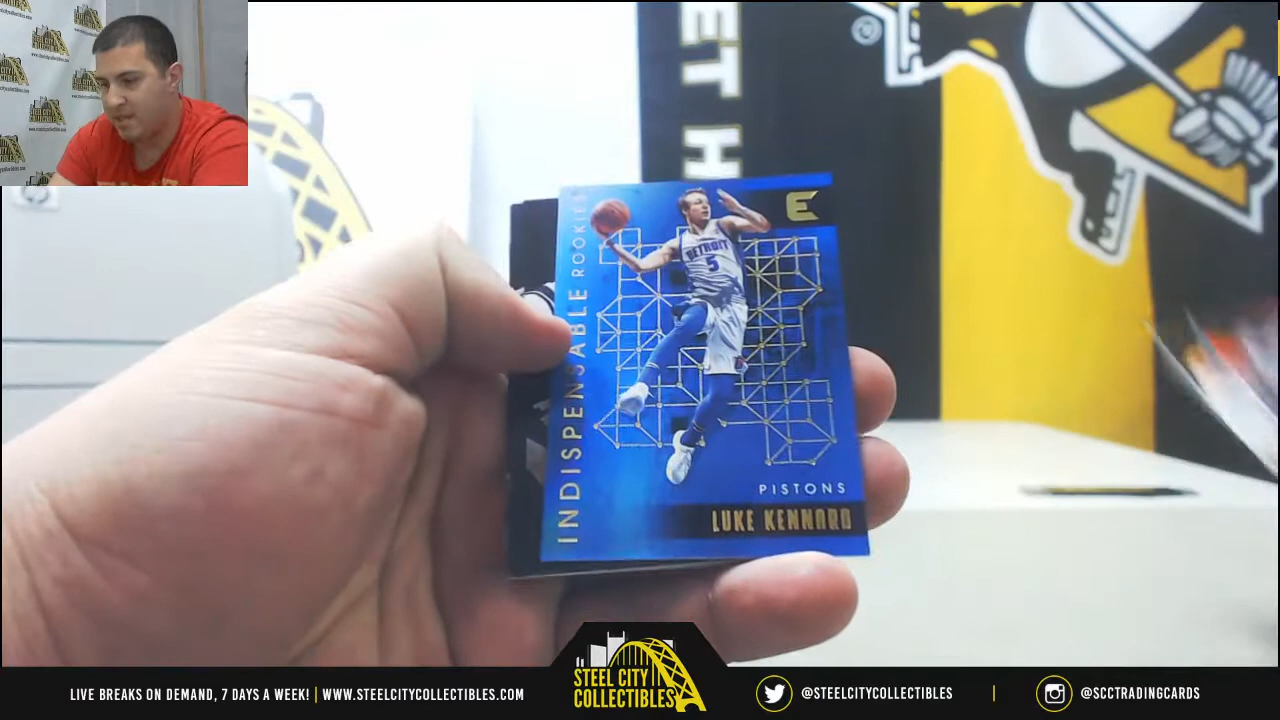 ET H
INDISPENSABLE ROOKIES
E
DETROIT
5
PISTONS
LUKE KENNARD
STEEL CITY
COLLECTIBLES
LIVE BREAKS ON DEMAND, 7 DAYS A WEEK! | WWW.STEELCITYCOLLECTIBLES.COM
@STEELCITYCOLLECTIBLES | @SCCTRADINGCARDS